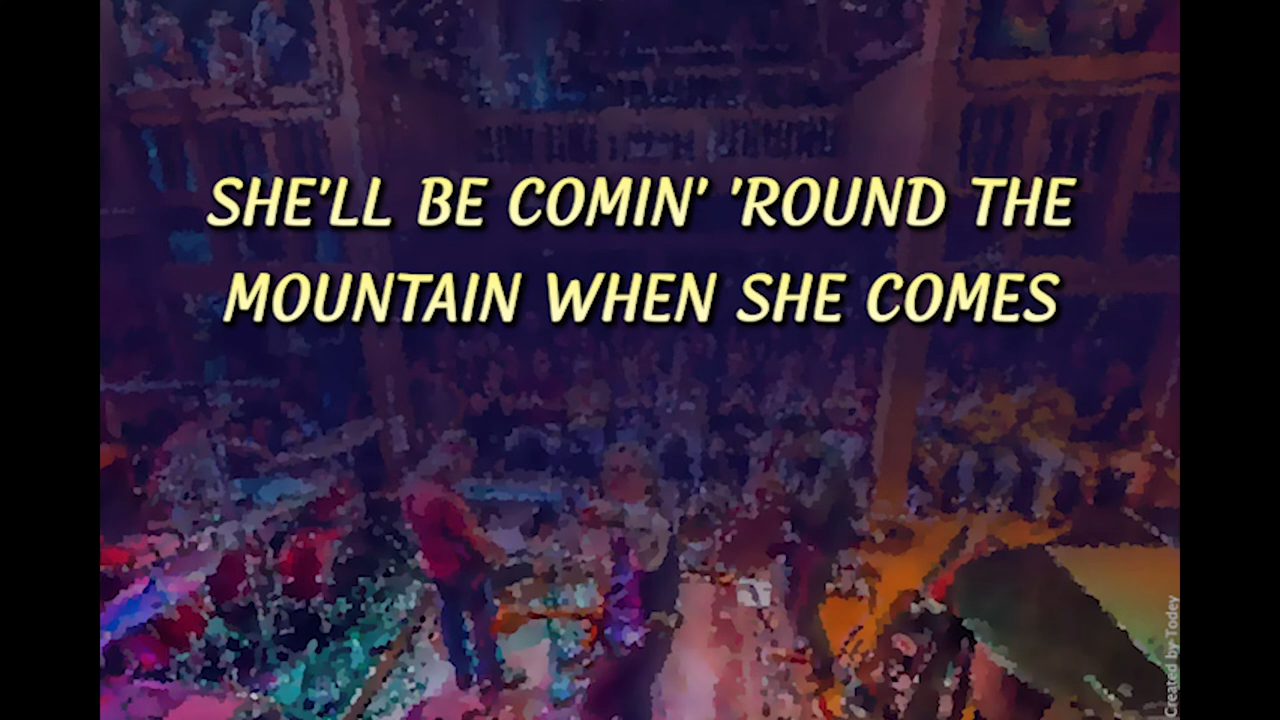 SHE'LL BE COMIN' 'ROUND THE
MOUNTAIN WHEN SHE COMES
Created by Todey